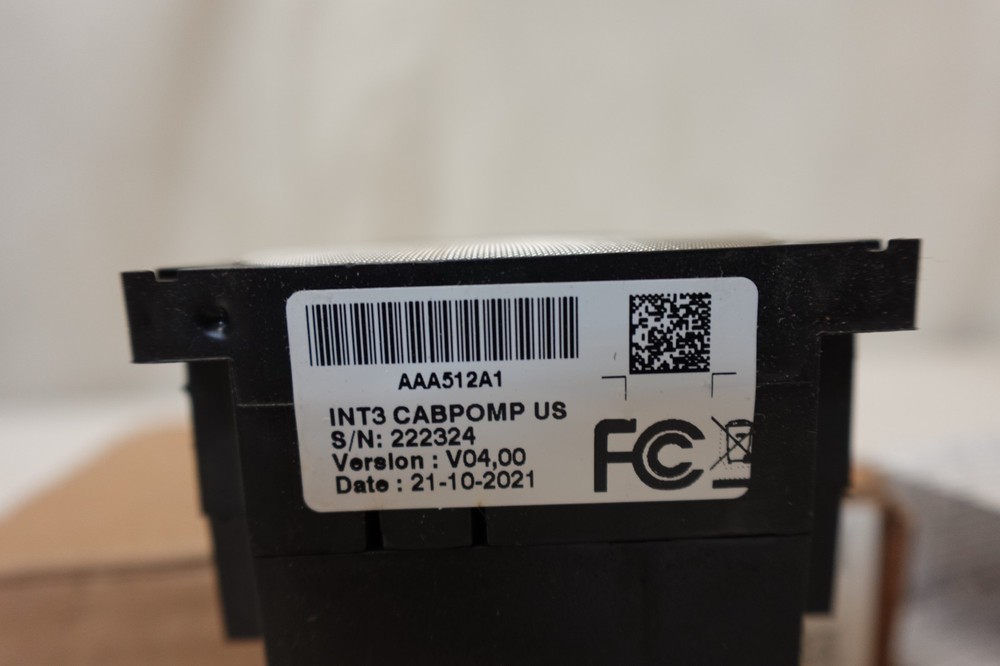 AAA512A1
INT3 CABPOMP US
S/N: 222324
Version : V04,00
Date : 21-10-2021
FC